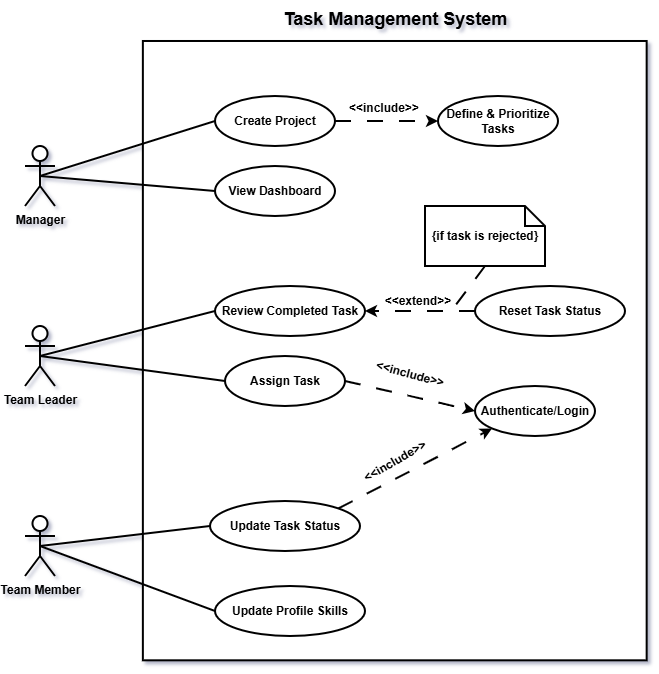 Task Management System
Create Project
<<include>>
Define & Prioritize
Tasks
View Dashboard
Manager
{if task is rejected}
Review Completed Task
<<extend>>
Reset Task Status
Team Leader
Assign Task
<<include>>
Authenticate/Login
<<include>>
Update Task Status
Team Member
Update Profile Skills